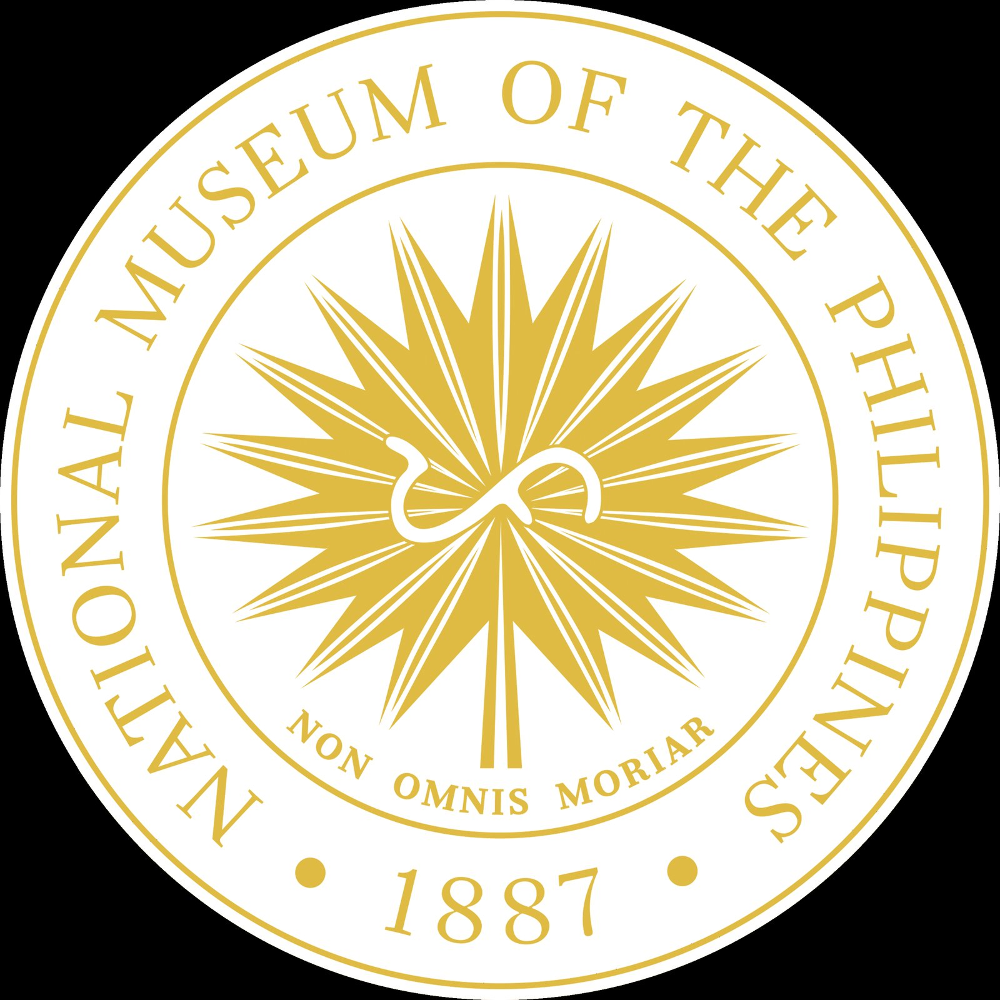 NATIONAL MUSEUM OF THE PHILIPPINES
ᜉ
NON OMNIS MORIAR
• 1887 •